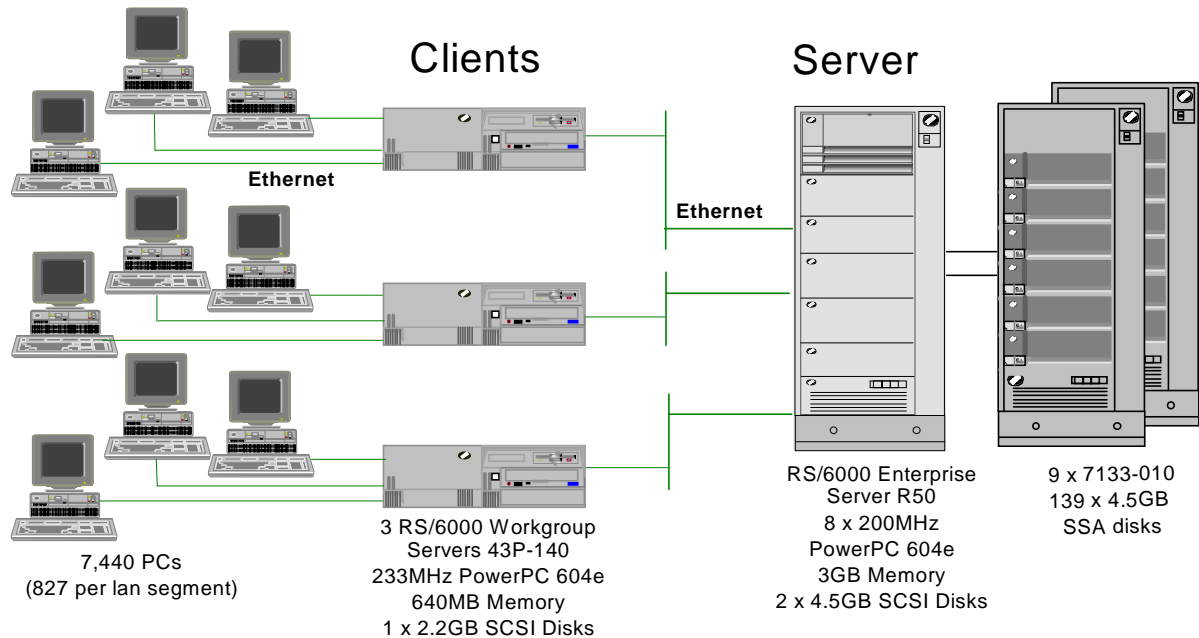 Clients
Server
Ethernet
Ethernet
7,440 PCs
(827 per lan segment)
3 RS/6000 Workgroup
Servers 43P-140
233MHz PowerPC 604e
640MB Memory
1 x 2.2GB SCSI Disks
RS/6000 Enterprise
Server R50
8 x 200MHz
PowerPC 604e
3GB Memory
2 x 4.5GB SCSI Disks
9 x 7133-010
139 x 4.5GB
SSA disks